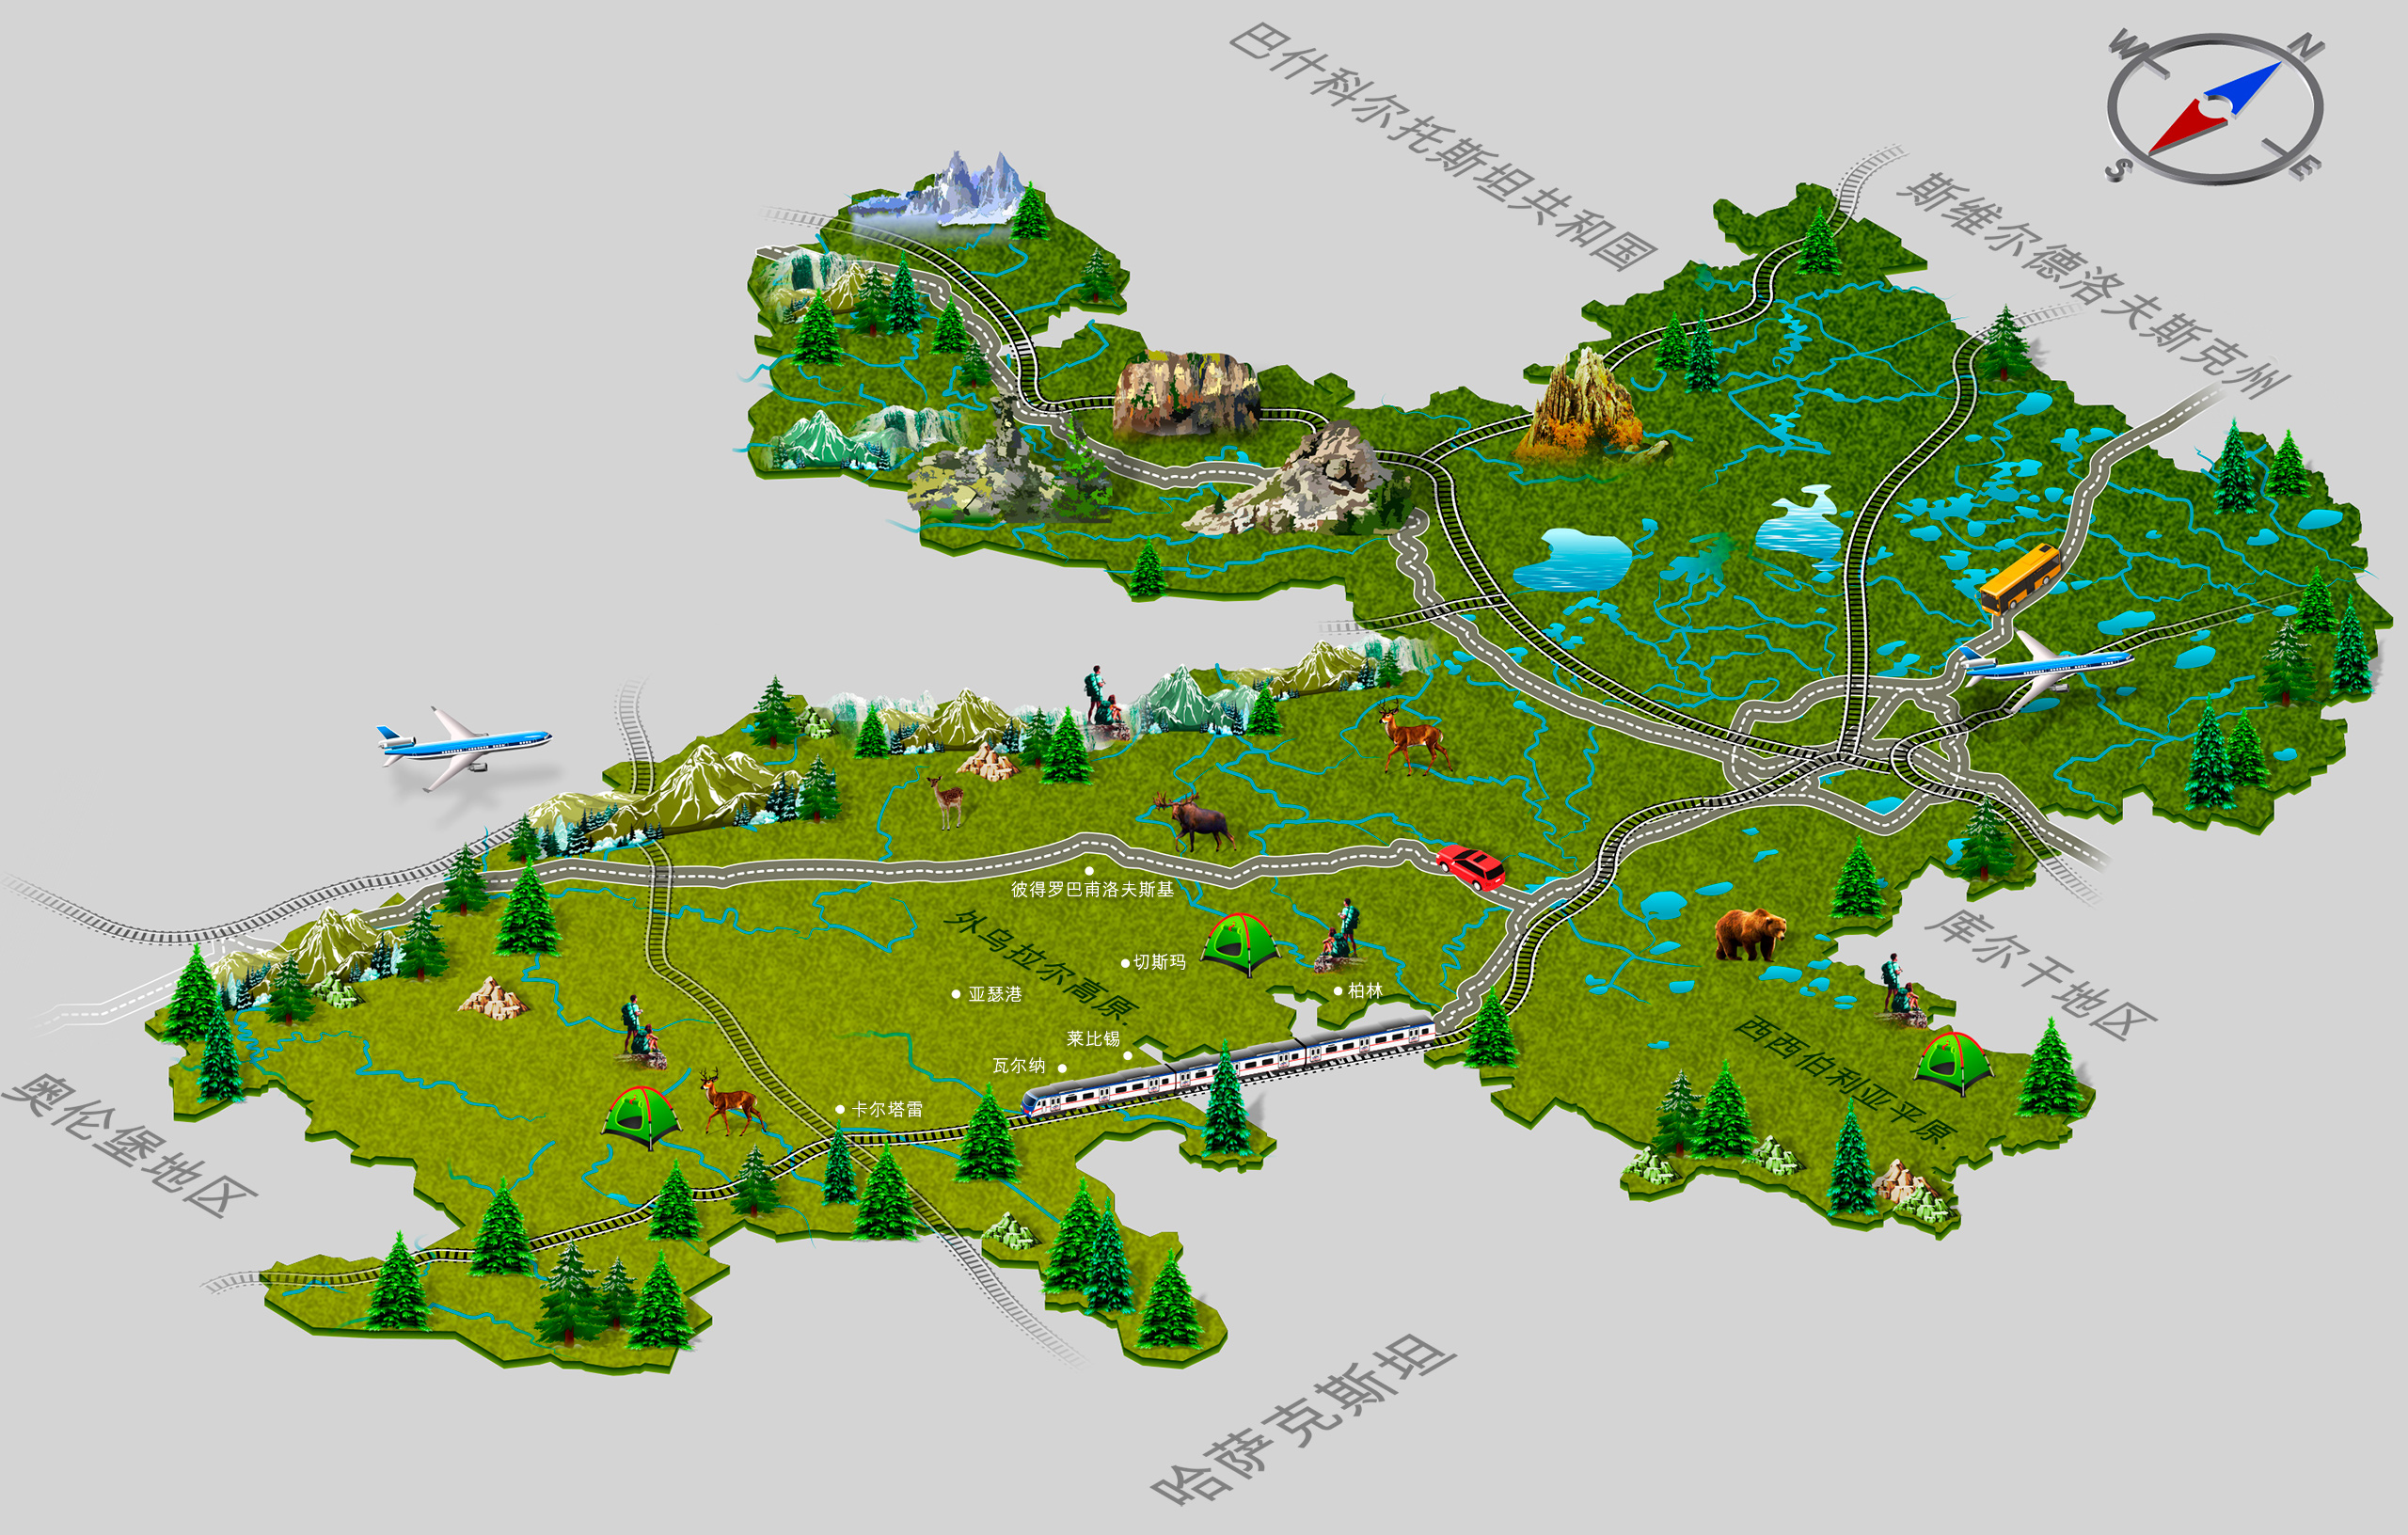 巴什科尔托斯坦共和国
W
N
S
E
斯维尔德洛夫斯克州
彼得罗巴甫洛夫斯基
外乌拉尔高原.
切斯玛
亚瑟港
柏林
莱比锡
瓦尔纳
卡尔塔雷
库尔干地区
西西伯利亚平原.
奥伦堡地区
哈萨克斯坦